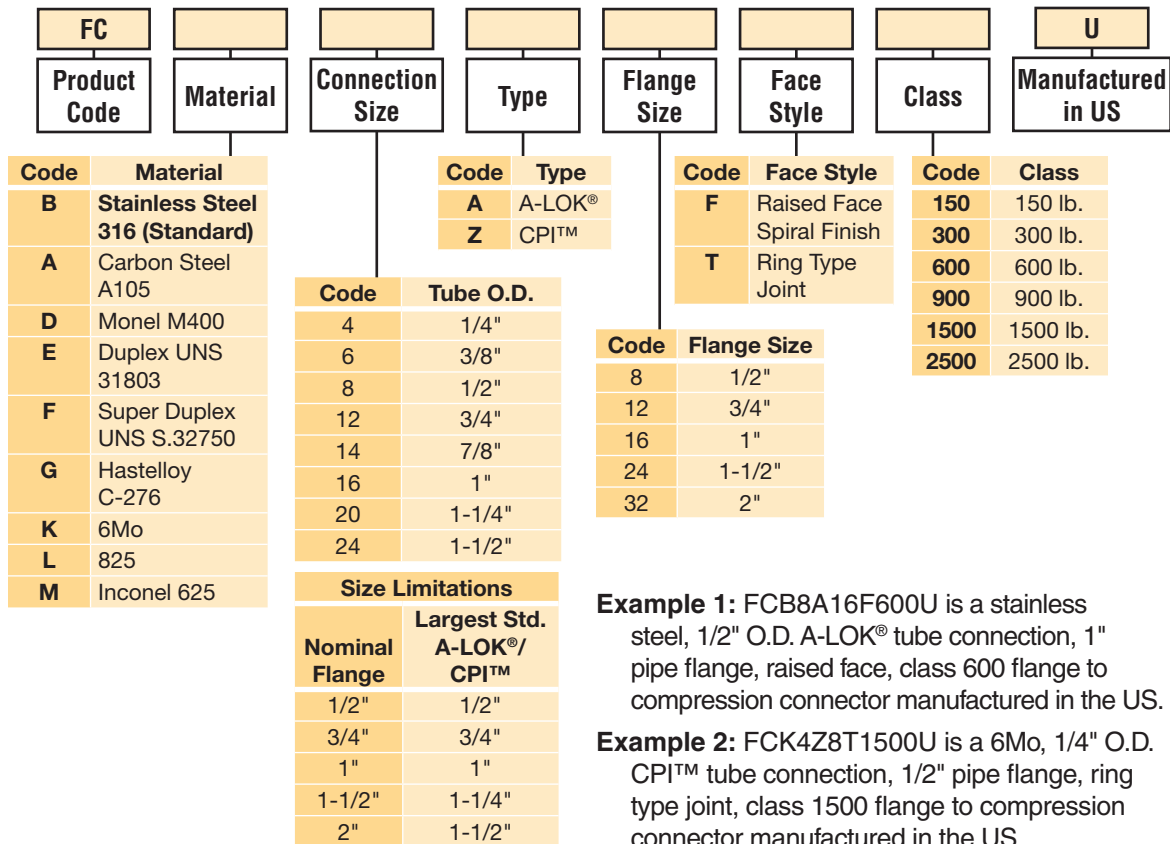 FC
U
Product Code
Material
Connection Size
Type
Flange Size
Face Style
Class
Manufactured in US
Code Material
B Stainless Steel
316 (Standard)
A Carbon Steel
A105
D Monel M400
E Duplex UNS
31803
F Super Duplex
UNS S.32750
G Hastelloy
C-276
K 6Mo
L 825
M Inconel 625
Code Tube O.D.
4 1/4"
6 3/8"
8 1/2"
12 3/4"
14 7/8"
16 1"
20 1-1/4"
24 1-1/2"
Size Limitations
Nominal Flange
Largest Std. A-LOK®/ CPI™
1/2" 1/2"
3/4" 3/4"
1" 1"
1-1/2" 1-1/4"
2" 1-1/2"
Code Type
A A-LOK®
Z CPI™
Code Flange Size
8 1/2"
12 3/4"
16 1"
24 1-1/2"
32 2"
Code Face Style
F Raised Face
Spiral Finish
T Ring Type
Joint
Code Class
150 150 lb.
300 300 lb.
600 600 lb.
900 900 lb.
1500 1500 lb.
2500 2500 lb.
Example 1: FCB8A16F600U is a stainless
steel, 1/2" O.D. A-LOK® tube connection, 1"
pipe flange, raised face, class 600 flange to
compression connector manufactured in the US.
Example 2: FCK4Z8T1500U is a 6Mo, 1/4" O.D.
CPI™ tube connection, 1/2" pipe flange, ring
type joint, class 1500 flange to compression
connector manufactured in the US